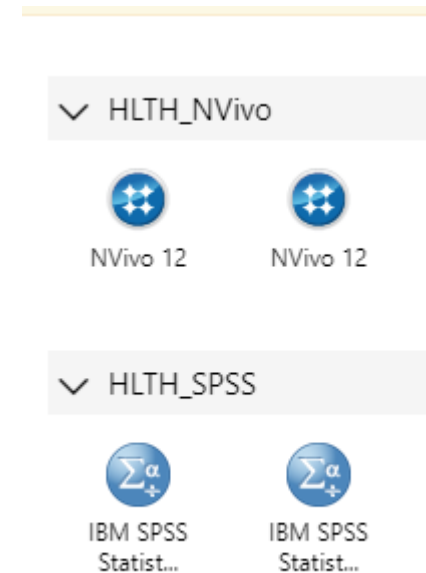 HLTH_NVivo
NVivo 12 NVivo 12
HLTH_SPSS
IBM SPSS IBM SPSS
Statist... Statist...